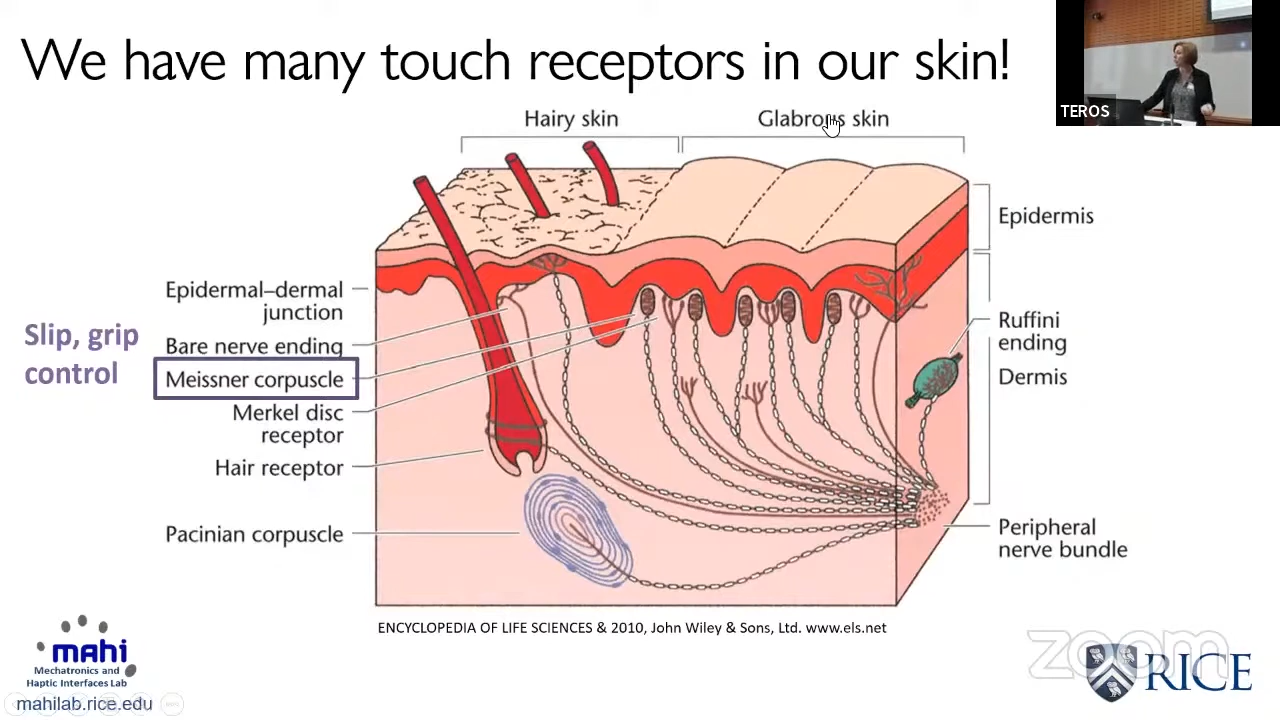 We have many touch receptors in our skin!
TEROS
Hairy skin
Glabrous skin
Epidermis
Epidermal–dermal
junction
Slip, grip
control
Bare nerve ending
Meissner corpuscle
Merkel disc
receptor
Hair receptor
Pacinian corpuscle
Ruffini
ending
Dermis
Peripheral
nerve bundle
ENCYCLOPEDIA OF LIFE SCIENCES & 2010, John Wiley & Sons, Ltd. www.els.net
mahi
Mechatronics and
Haptic Interfaces Lab
mahilab.rice.edu
zoom
RICE